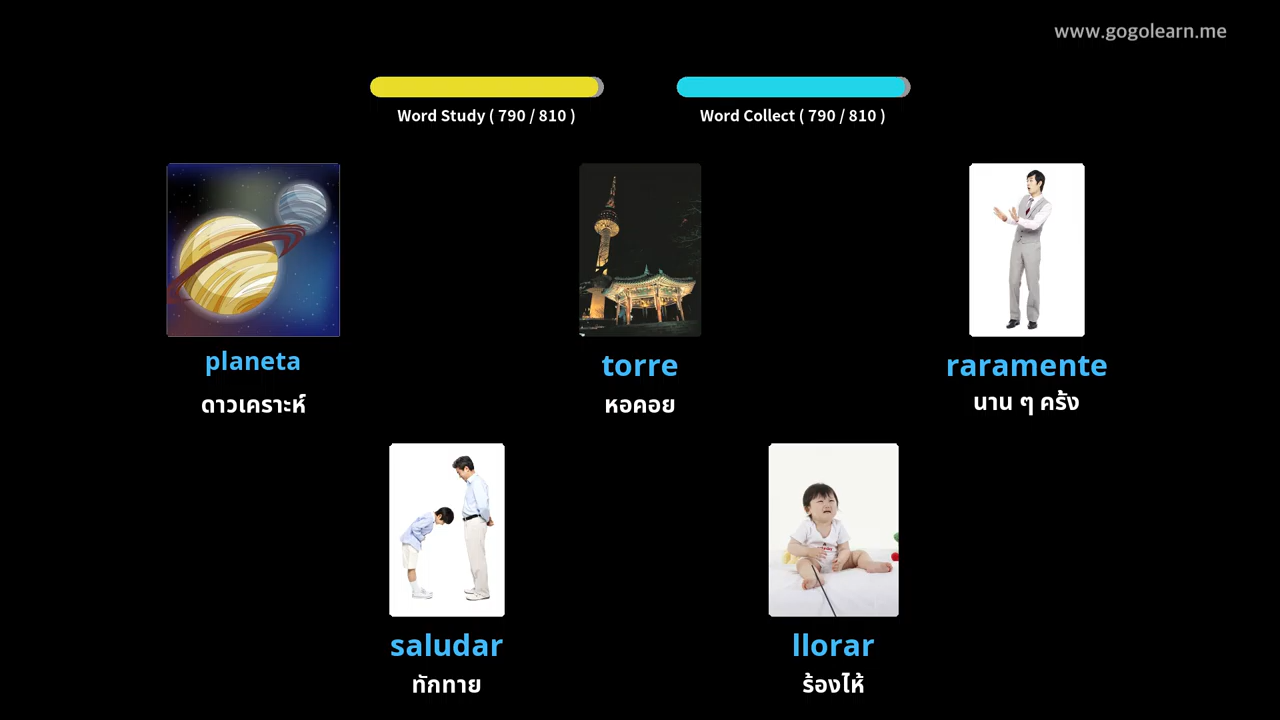 www.gogolearn.me
Word Study ( 790 / 810 )
Word Collect ( 790 / 810 )
planeta
ดาวเคราะห์
torre
หอคอย
raramente
นาน ๆ ครั้ง
saludar
ทักทาย
llorar
ร้องไห้